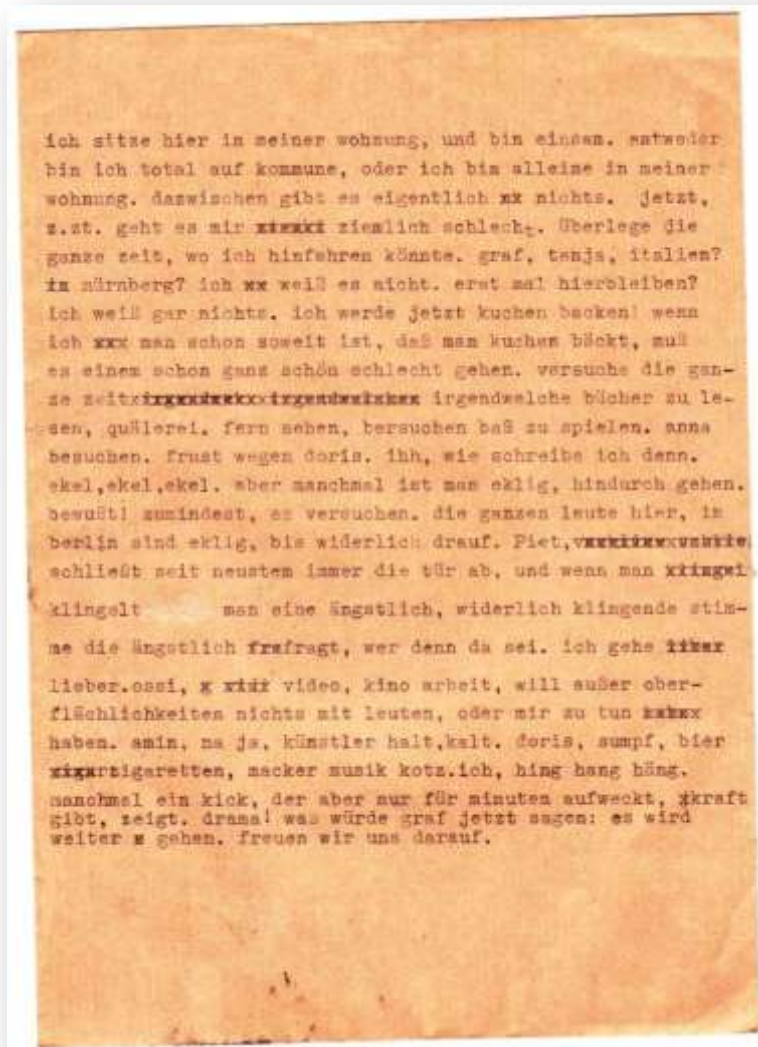 ich sitze hier in meiner wohnung, und bin einsam. entweder
bin ich total auf kommune, oder ich bin alleine in meiner
wohnung. dazwischen gibt es eigentlich xx nichts. jetzt,
z.zt. geht es mir ziemlich schlecht. Überlege die
ganze zeit, wo ich hinfahren könnte. graf, tanja, italien?
in nürnberg? ich xx weiß es nicht. erst mal hierbleiben?
ich weiß gar nichts. ich werde jetzt kuchen backen! wenn
ich xxx man schon soweit ist, daß man kuchen bäckt, muß
es einem schon ganz schön schlecht gehen. versuche die gan-
ze zeit irgendwelche bücher zu le-
sen, quälerei. fern sehen, bersuchen baß zu spielen. anna
besuchen. frust wegen doris. ihh, wie schreibe ich denn.
ekel,ekel,ekel. aber manchmal ist man eklig, hindurch gehen.
bewußt! zumindest, es versuchen. die ganzen leute hier, in
berlin sind eklig, bis widerlich drauf. Piet,
schließt seit neustem immer die tür ab, und wenn man
klingelt man eine ängstlich, widerlich klingende stim-
me die ängstlich fragt, wer denn da sei. ich gehe
lieber.ossi, video, kino arbeit, will außer ober-
flächlichkeiten nichts mit leuten, oder mir zu tun
haben. amin, na ja, künstler halt,kalt. doris, sumpf, bier
zigaretten, macker musik kotz.ich, hing hang häng.
manchmal ein kick, der aber nur für minuten aufweckt, kraft
gibt, zeigt. drama! was würde graf jetzt sagen: es wird
weiter gehen. freuen wir uns darauf.